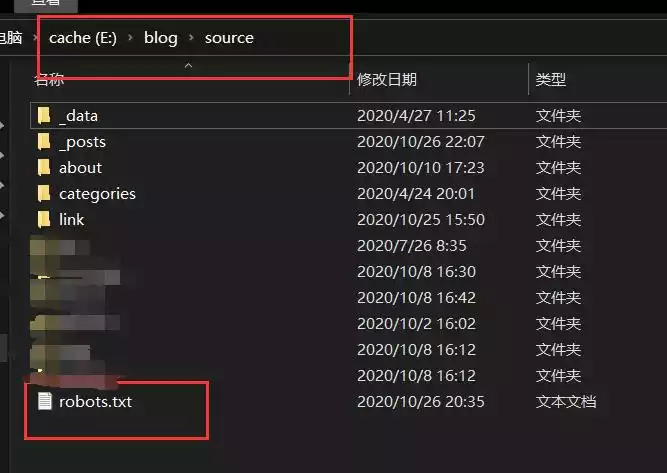 查看
电脑 › cache (E:) › blog › source
名称 修改日期 类型
_data 2020/4/27 11:25 文件夹
_posts 2020/10/26 22:07 文件夹
about 2020/10/10 17:23 文件夹
categories 2020/4/24 20:01 文件夹
link 2020/10/25 15:50 文件夹
2020/7/26 8:35 文件夹
2020/10/8 16:30 文件夹
2020/10/8 16:42 文件夹
2020/10/2 16:02 文件夹
2020/10/8 16:12 文件夹
2020/10/8 16:12 文件夹
robots.txt 2020/10/26 20:35 文本文档